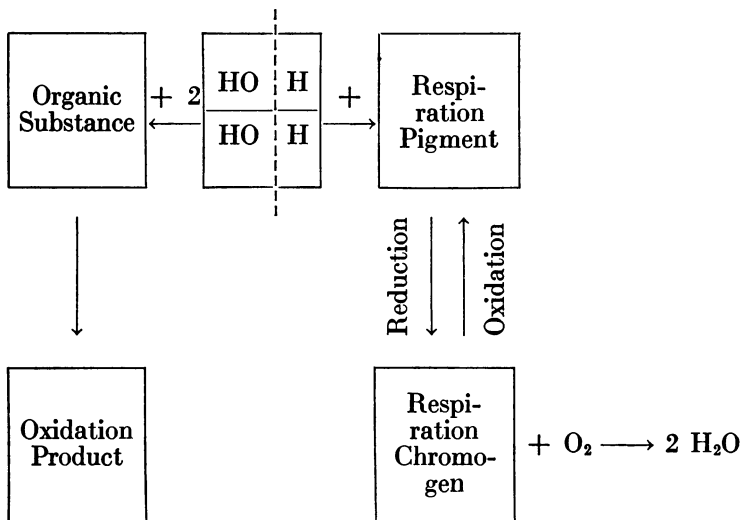 Organic
Substance
+ 2
HO H
HO H
+
Respi-
ration
Pigment
Reduction
Oxidation
Oxidation
Product
Respi-
ration
Chromo-
gen
+ O₂ ⟶ 2 H₂O